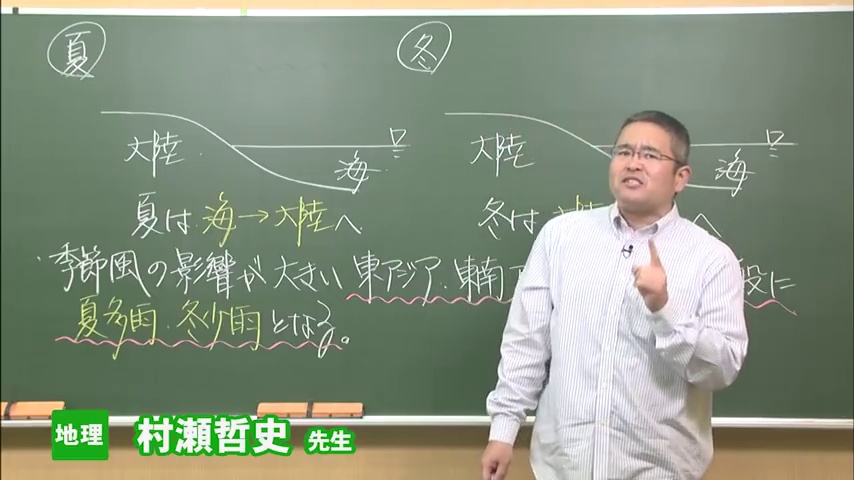 夏
冬
大陸 海
大陸 海
夏は 海→大陸へ
冬は 大陸 へ
季節風の影響が大きい 東アジア・東南 般に
夏多雨・冬少雨となる。
地理 村瀬哲史 先生